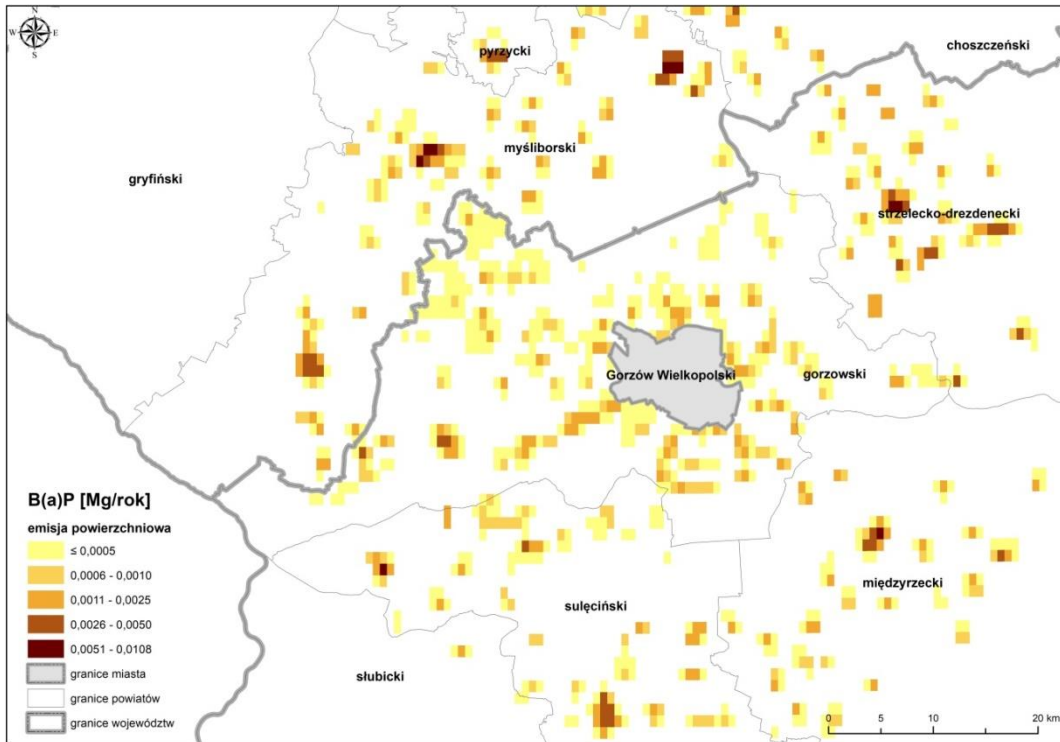 N
W E
S
pyrzycki
choszczeński
myśliborski
gryfiński
strzelecko-drezdenecki
Gorzów Wielkopolski
gorzowski
B(a)P [Mg/rok]
emisja powierzchniowa
≤ 0,0005
0,0006 - 0,0010
0,0011 - 0,0025
0,0026 - 0,0050
0,0051 - 0,0108
granice miasta
granice powiatów
granice województw
międzyrzecki
sulęciński
słubicki
0 5 10 20 km